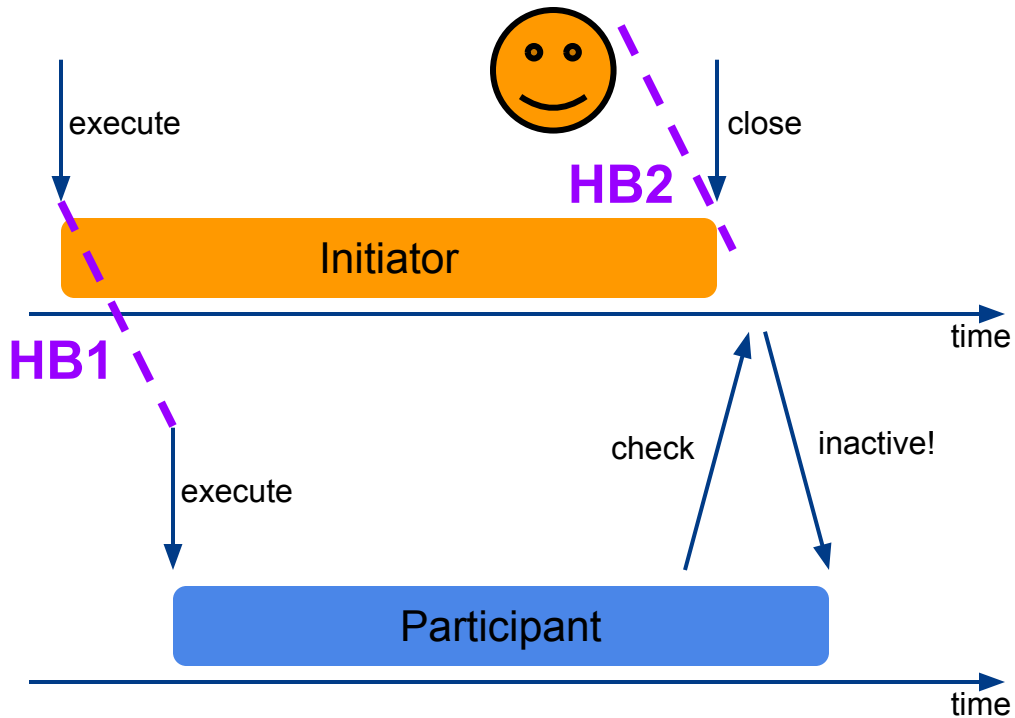 execute
close
HB2
Initiator
time
HB1
check
inactive!
execute
Participant
time